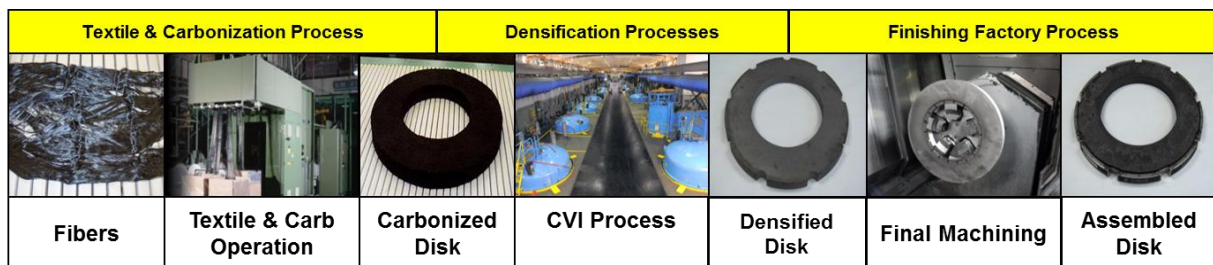 Textile & Carbonization Process
Densification Processes
Finishing Factory Process
Fibers
Textile & Carb
Operation
Carbonized
Disk
CVI Process
Densified
Disk
Final Machining
Assembled
Disk